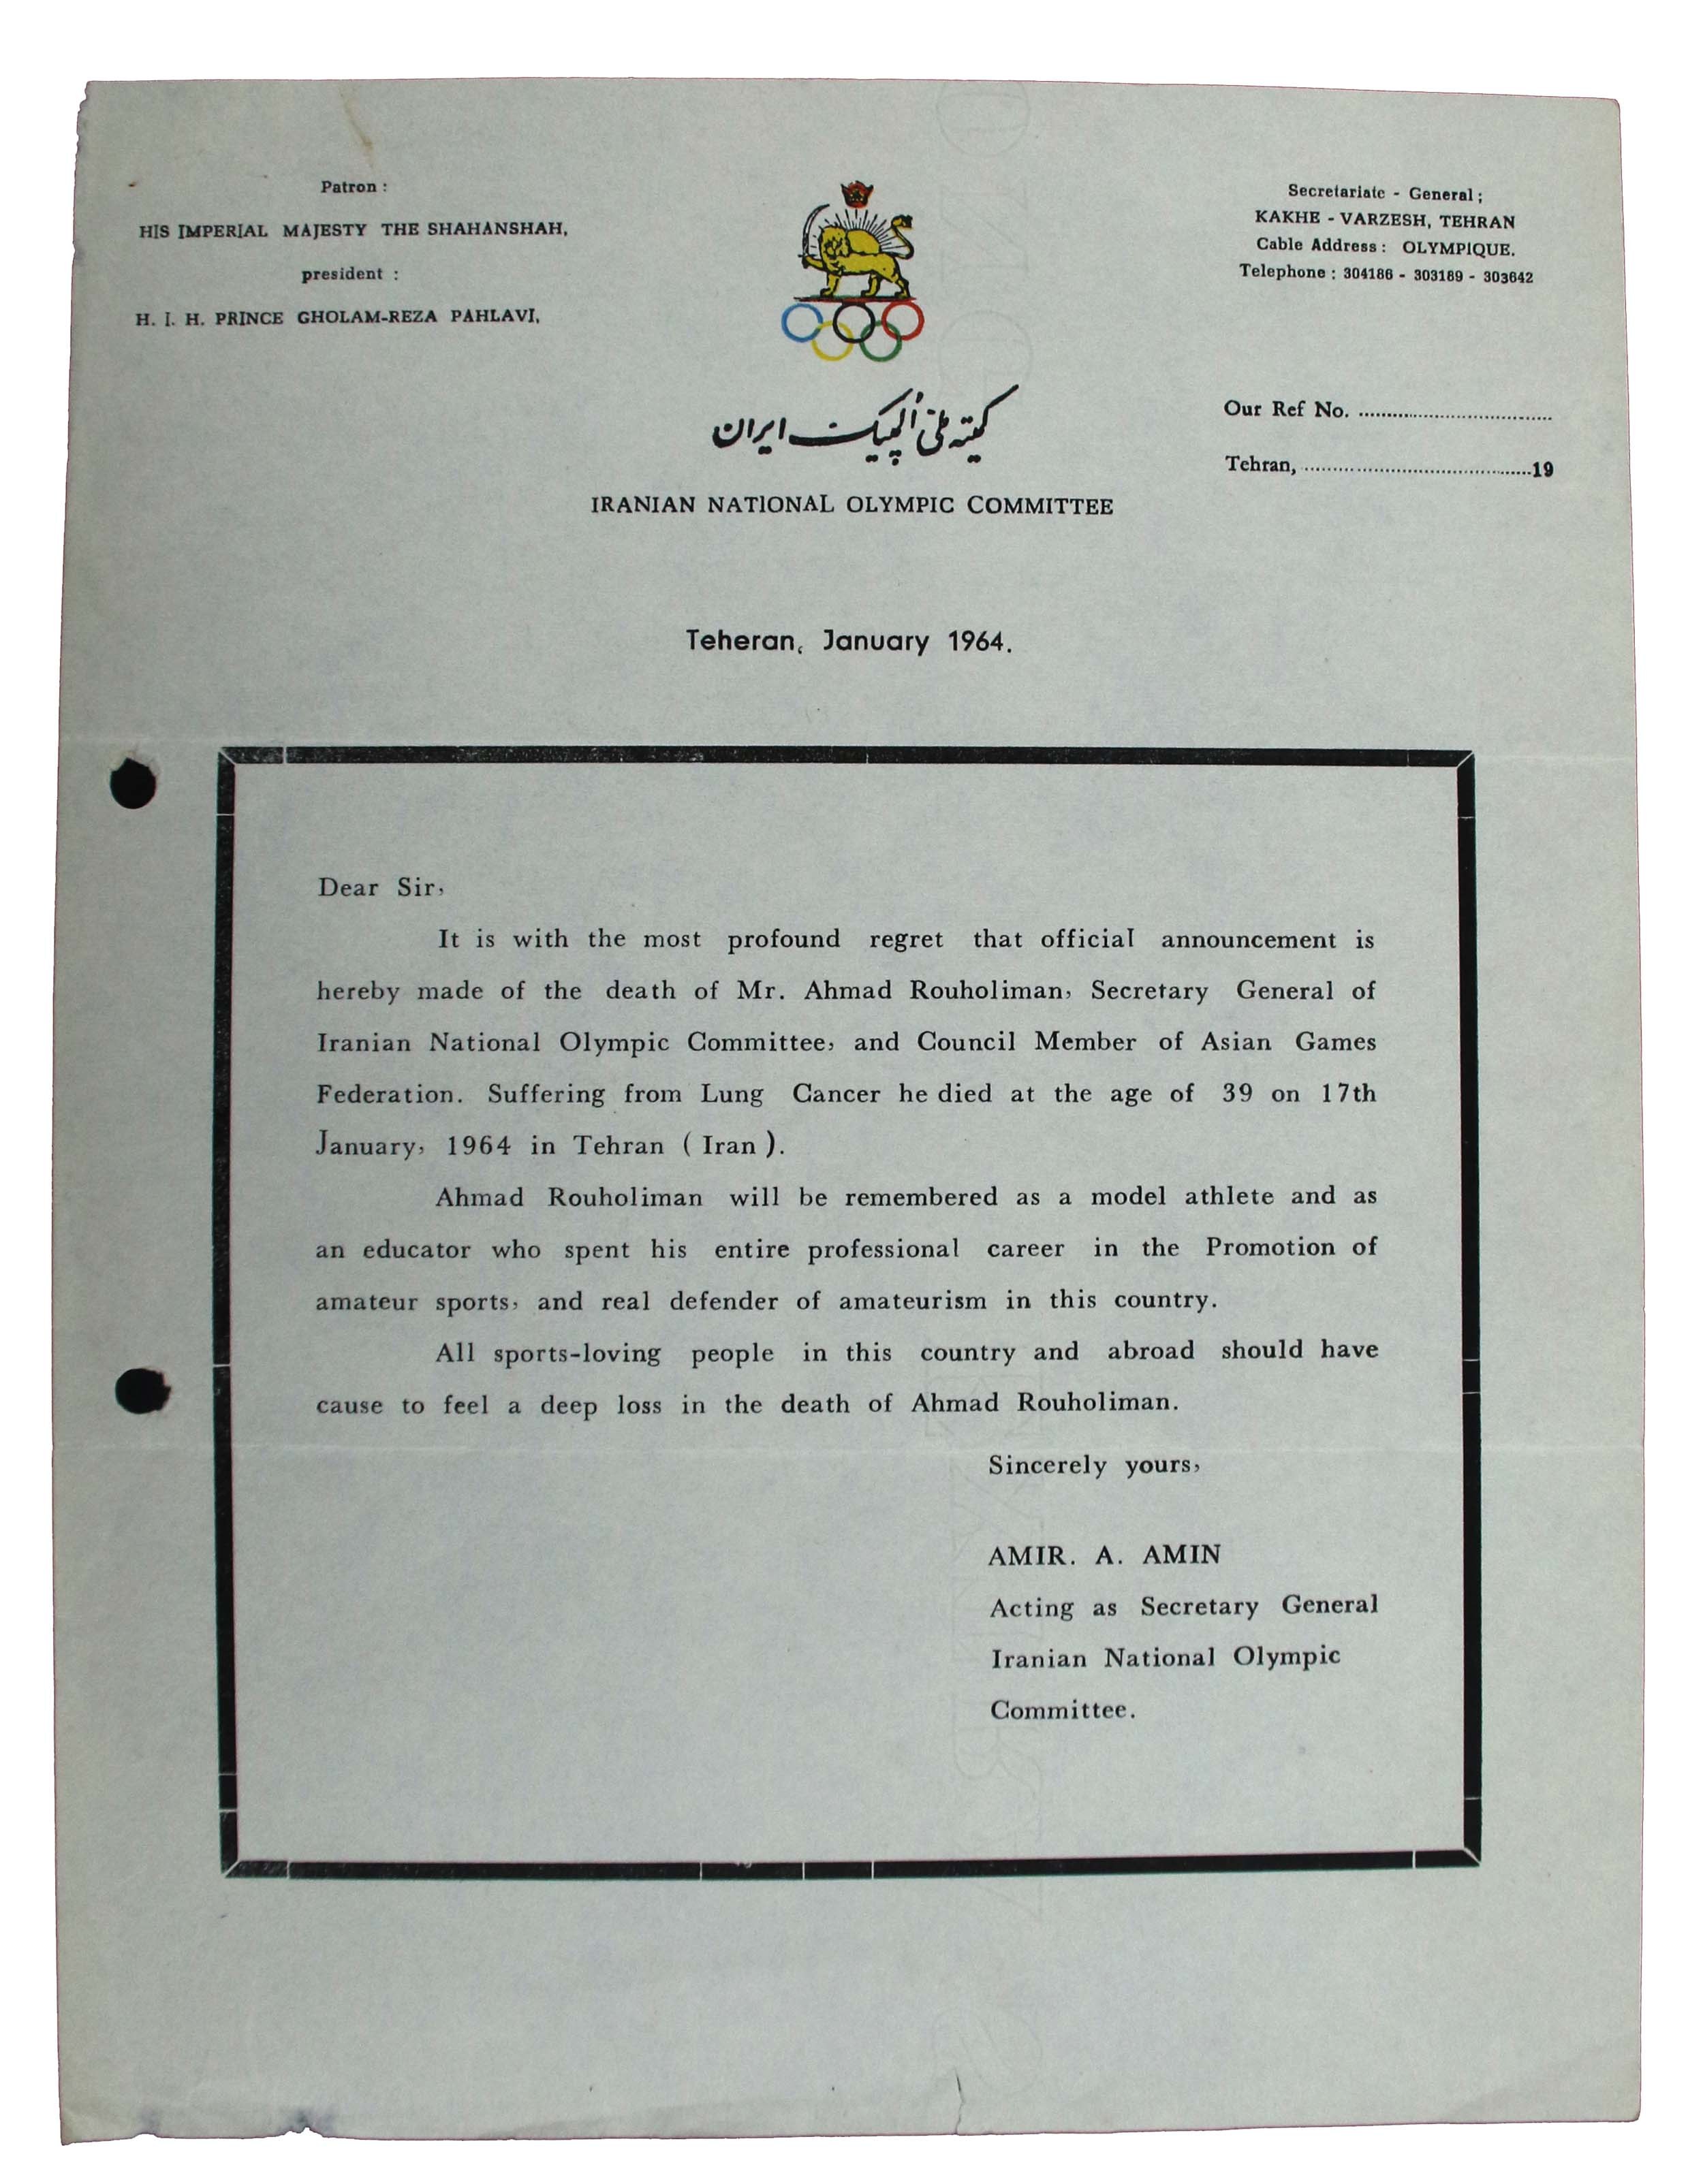 Patron :
HIS IMPERIAL MAJESTY THE SHAHANSHAH,
president :
H. I. H. PRINCE GHOLAM-REZA PAHLAVI,
Secretariate - General ;
KAKHE - VARZESH, TEHRAN
Cable Address : OLYMPIQUE.
Telephone : 304186 - 303189 - 303642
کمیته ملی اُلمپیک ایران
IRANIAN NATIONAL OLYMPIC COMMITTEE
Our Ref No. ....................................
Tehran, ..........................................19
Teheran, January 1964.
Dear Sir,
It is with the most profound regret that official announcement is
hereby made of the death of Mr. Ahmad Rouholiman, Secretary General of
Iranian National Olympic Committee, and Council Member of Asian Games
Federation. Suffering from Lung Cancer he died at the age of 39 on 17th
January, 1964 in Tehran ( Iran ).
Ahmad Rouholiman will be remembered as a model athlete and as
an educator who spent his entire professional career in the Promotion of
amateur sports, and real defender of amateurism in this country.
All sports-loving people in this country and abroad should have
cause to feel a deep loss in the death of Ahmad Rouholiman.
Sincerely yours,
AMIR. A. AMIN
Acting as Secretary General
Iranian National Olympic
Committee.